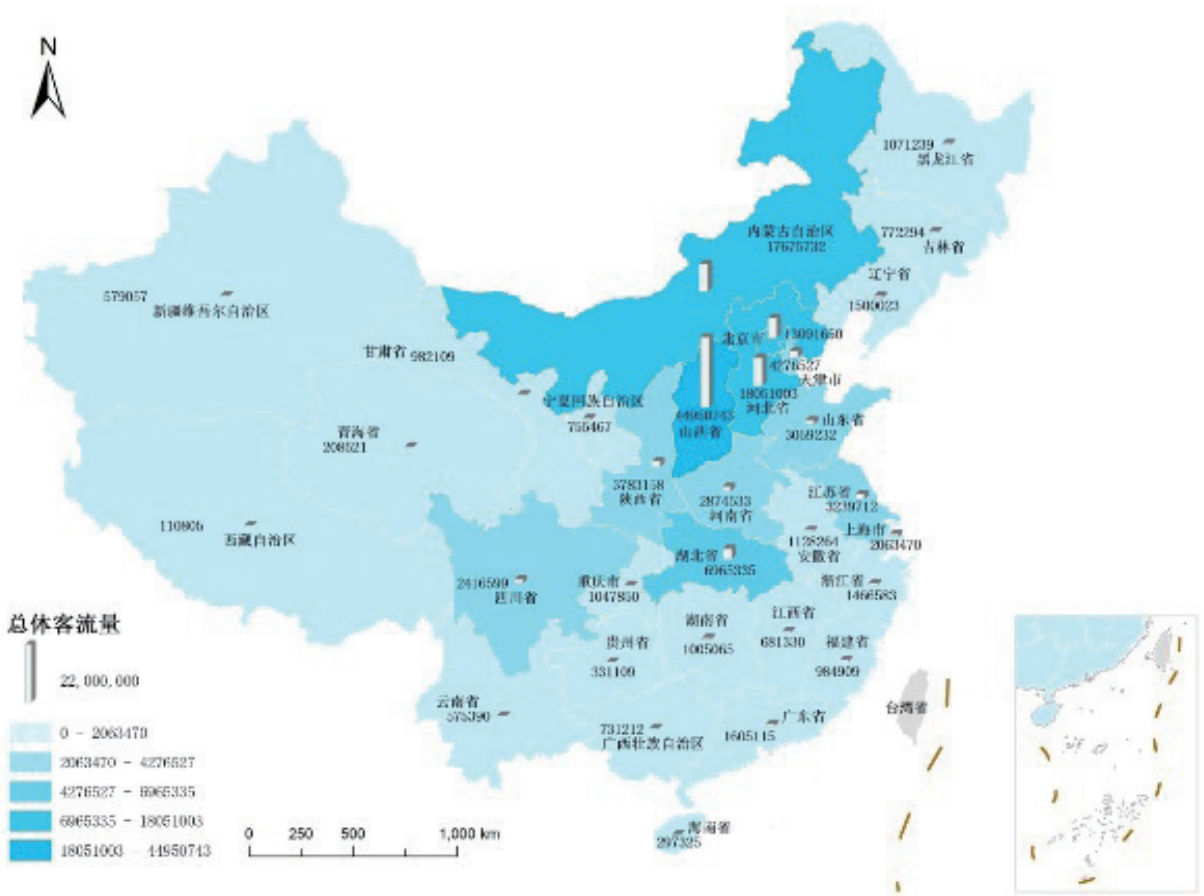 N
1071239
黑龙江省
内蒙古自治区
17675732
772294
吉林省
辽宁省
1500023
579057
新疆维吾尔自治区
甘肃省
982109
北京市
13091650
4276527
天津市
18051003
河北省
宁夏回族自治区
755467
44950743
山西省
山东省
3059232
青海省
208521
3783158
陕西省
2874533
河南省
江苏省
3239712
110805
西藏自治区
上海市
2063470
1128264
安徽省
湖北省
6965335
2416599
四川省
重庆市
1047850
浙江省
1466583
总体客流量
22,000,000
湖南省
1005065
江西省
681330
贵州省
331109
福建省
984909
云南省
575390
台湾省
731212
广西壮族自治区
广东省
1605115
0 - 2063470
2063470 - 4276527
4276527 - 6965335
6965335 - 18051003
18051003 - 44950743
0 250 500 1,000 km
海南省
297325